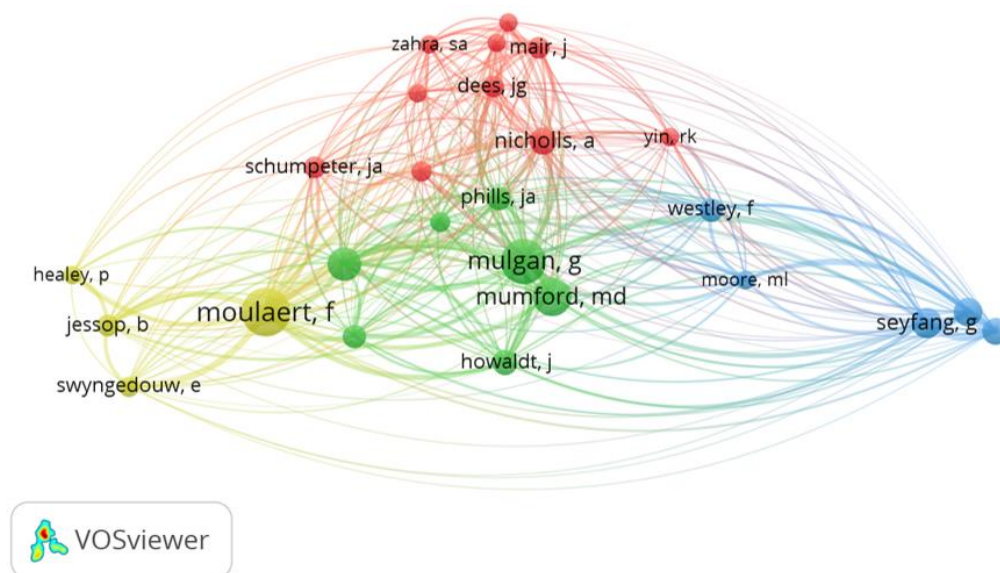 zahra, sa
mair, j
dees, jg
nicholls, a
yin, rk
schumpeter, ja
phills, ja
westley, f
mulgan, g
healey, p
moore, ml
mumford, md
moulaert, f
jessop, b
seyfang, g
howaldt, j
swyngedouw, e
VOSviewer